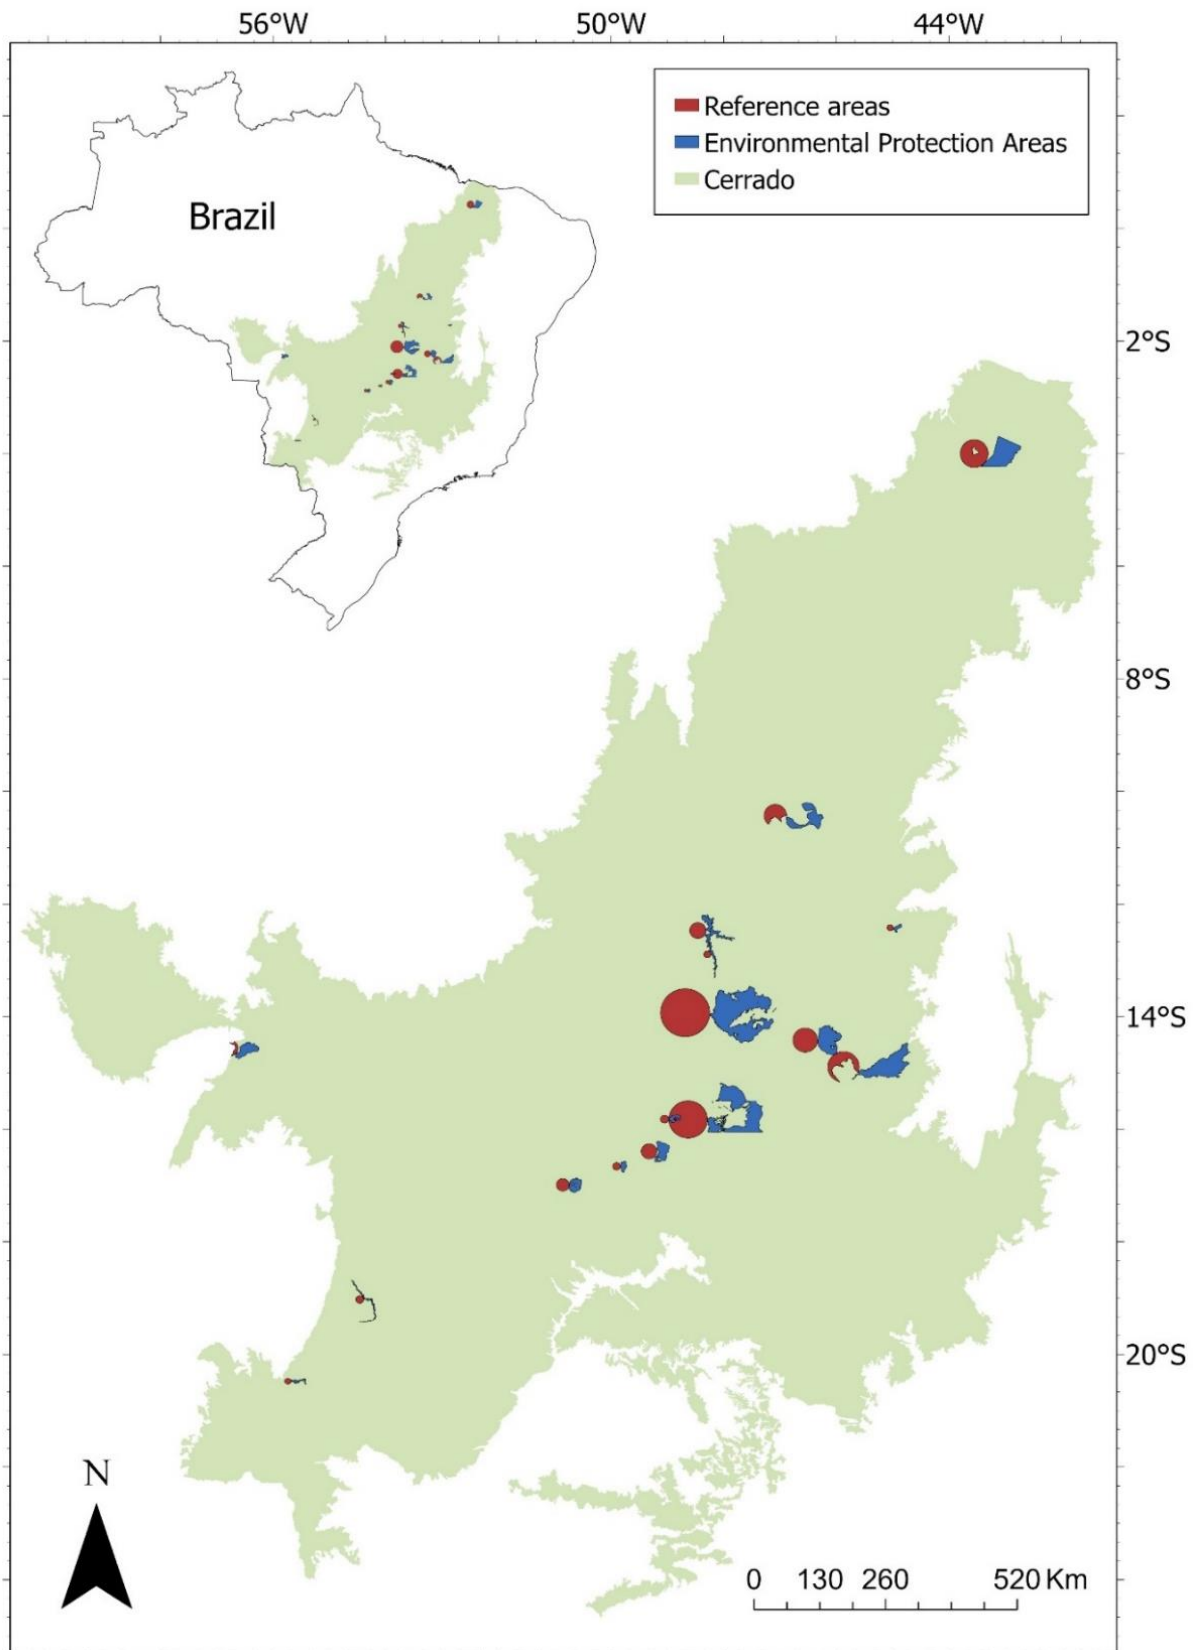 56°W 50°W 44°W
Reference areas
Environmental Protection Areas
Cerrado
Brazil
2°S
8°S
14°S
20°S
N
0 130 260 520 Km